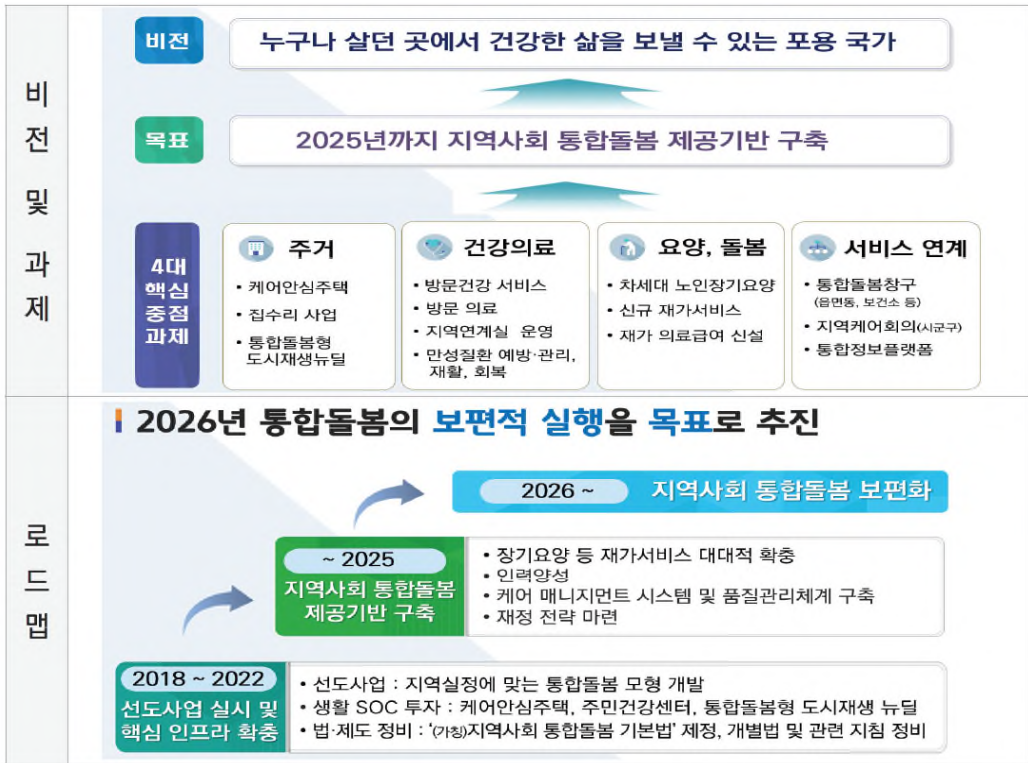 비전 및 과제
비전
누구나 살던 곳에서 건강한 삶을 보낼 수 있는 포용 국가
목표
2025년까지 지역사회 통합돌봄 제공기반 구축
4대
핵심
중점
과제
주거
• 케어안심주택
• 집수리 사업
• 통합돌봄형
도시재생뉴딜
건강의료
• 방문건강 서비스
• 방문 의료
• 지역연계실 운영
• 만성질환 예방·관리,
재활, 회복
요양, 돌봄
• 차세대 노인장기요양
• 신규 재가서비스
• 재가 의료급여 신설
서비스 연계
• 통합돌봄창구
(읍면동, 보건소 등)
• 지역케어회의(시군구)
• 통합정보플랫폼
로드맵
2026년 통합돌봄의 보편적 실행을 목표로 추진
2026 ~ 지역사회 통합돌봄 보편화
~ 2025
지역사회 통합돌봄
제공기반 구축
• 장기요양 등 재가서비스 대대적 확충
• 인력양성
• 케어 매니지먼트 시스템 및 품질관리체계 구축
• 재정 전략 마련
2018 ~ 2022
선도사업 실시 및
핵심 인프라 확충
• 선도사업 : 지역실정에 맞는 통합돌봄 모형 개발
• 생활 SOC 투자 : 케어안심주택, 주민건강센터, 통합돌봄형 도시재생 뉴딜
• 법·제도 정비 : ‘(가칭)지역사회 통합돌봄 기본법’ 제정, 개별법 및 관련 지침 정비